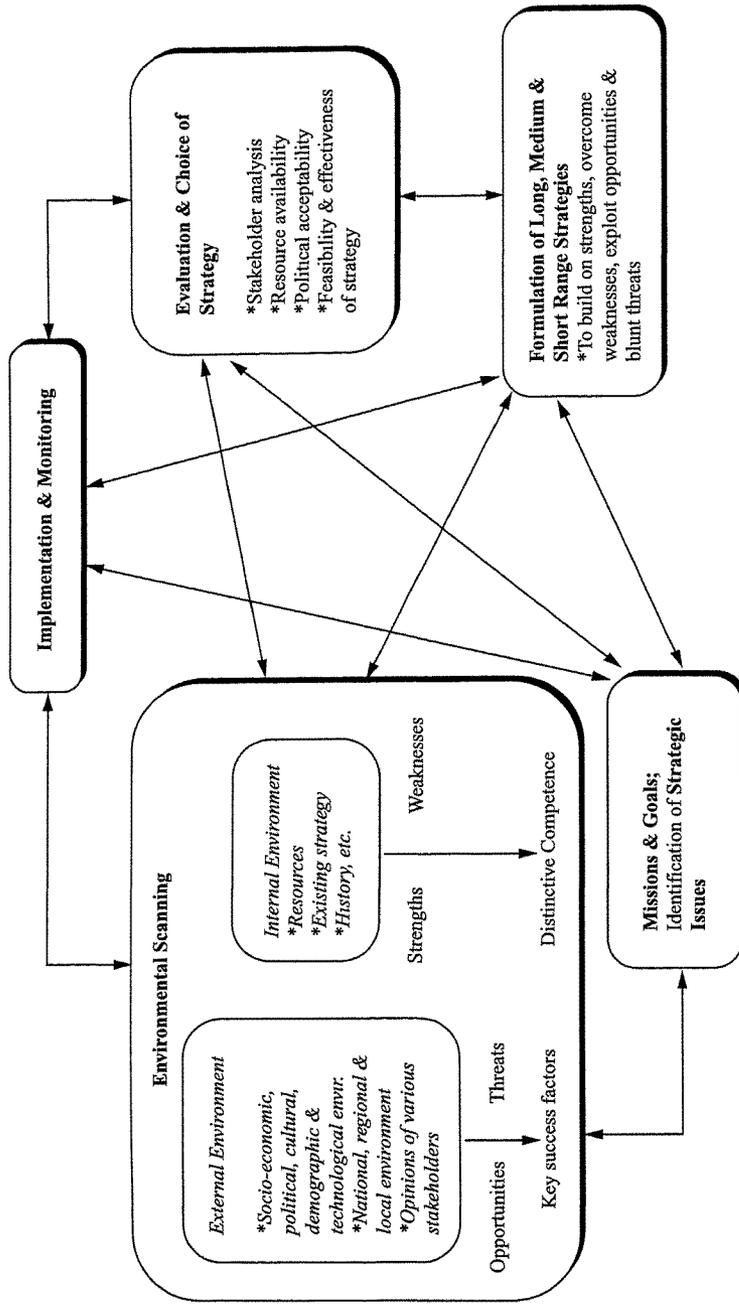 Environmental Scanning
External Environment
*Socio-economic,
political, cultural,
demographic &
technological envir.
*National, regional &
local environment
*Opinions of various
stakeholders
Opportunities
Threats
Key success factors
Internal Environment
*Resources
*Existing strategy
*History, etc.
Strengths
Weaknesses
Distinctive Competence
Implementation & Monitoring
Evaluation & Choice of
Strategy
*Stakeholder analysis
*Resource availability
*Political acceptability
*Feasibility & effectiveness
of strategy
Missions & Goals;
Identification of Strategic
Issues
Formulation of Long, Medium &
Short Range Strategies
*To build on strengths, overcome
weaknesses, exploit opportunities &
blunt threats